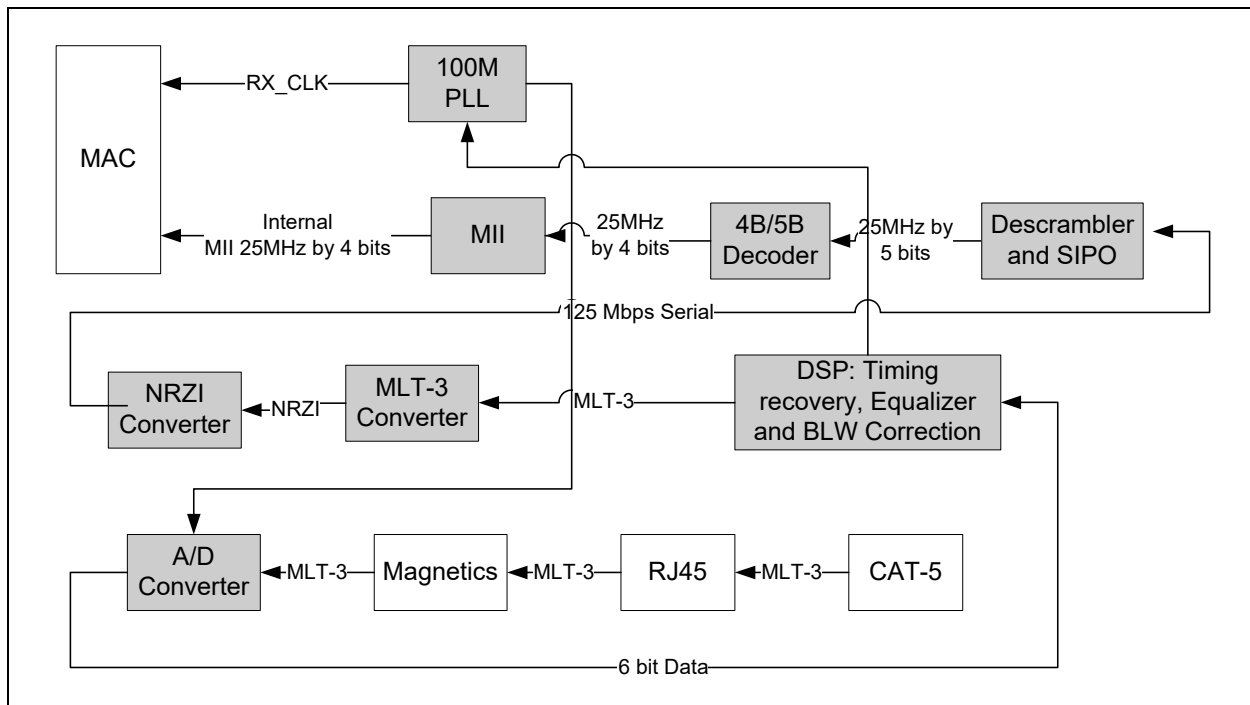 100M
PLL
RX_CLK
MAC
Internal
MII 25MHz by 4 bits
MII
25MHz
by 4 bits
4B/5B
Decoder
25MHz by
5 bits
Descrambler
and SIPO
125 Mbps Serial
NRZI
Converter
NRZI
MLT-3
Converter
MLT-3
DSP: Timing
recovery, Equalizer
and BLW Correction
A/D
Converter
MLT-3
Magnetics
MLT-3
RJ45
MLT-3
CAT-5
6 bit Data